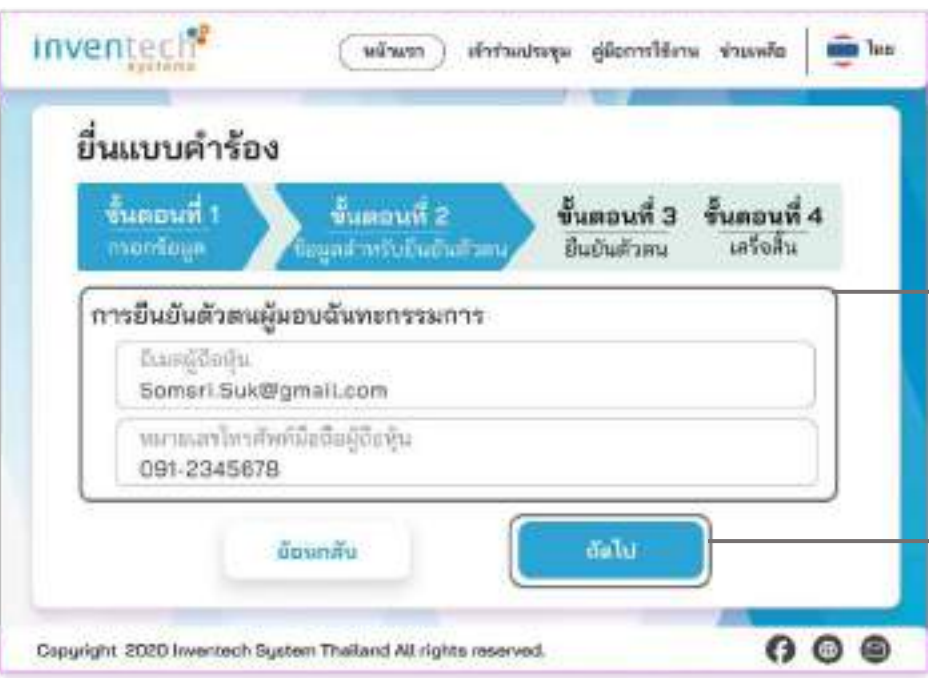 inventech
systems
หน้าแรก เข้าร่วมประชุม คู่มือการใช้งาน ช่วยเหลือ ไทย
ยื่นแบบคำร้อง
ขั้นตอนที่ 1
กรอกข้อมูล
ขั้นตอนที่ 2
ข้อมูลสำหรับยืนยันตัวตน
ขั้นตอนที่ 3
ยืนยันตัวตน
ขั้นตอนที่ 4
เสร็จสิ้น
การยืนยันตัวตนผู้มอบฉันทะกรรมการ
อีเมลผู้ถือหุ้น
Somsri.Suk@gmail.com
หมายเลขโทรศัพท์มือถือผู้ถือหุ้น
091-2345678
ย้อนกลับ
ถัดไป
Copyright 2020 Inventech System Thailand All rights reserved.